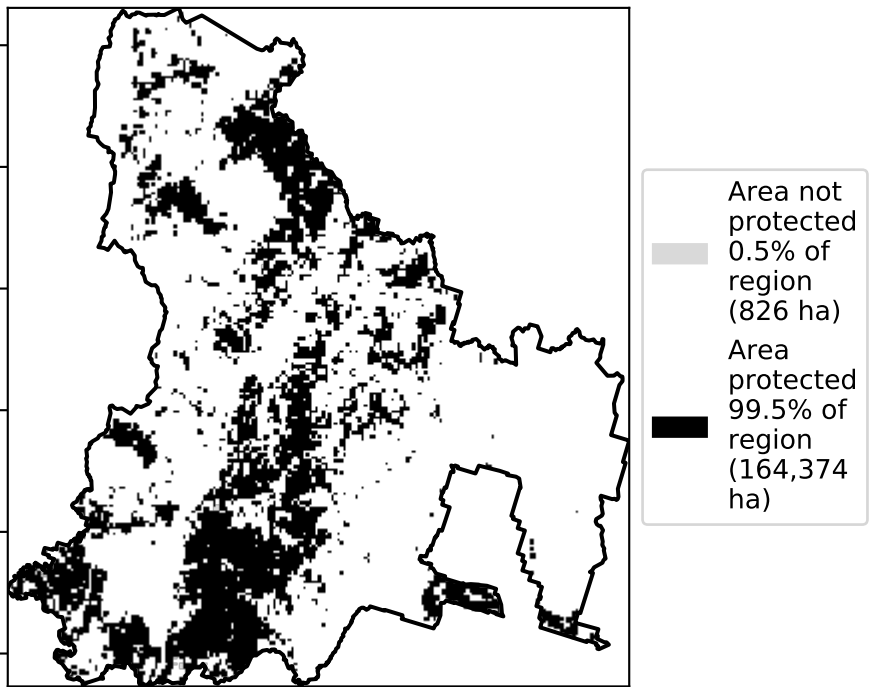 Area not
protected
0.5% of
region
(826 ha)
Area
protected
99.5% of
region
(164,374
ha)